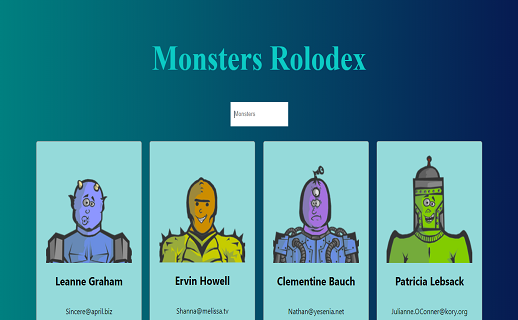 Monsters Rolodex
Monsters
Leanne Graham
Ervin Howell
Clementine Bauch
Patricia Lebsack
Sincere@april.biz
Shanna@melissa.tv
Nathan@yesenia.net
Julianne.OConner@kory.org